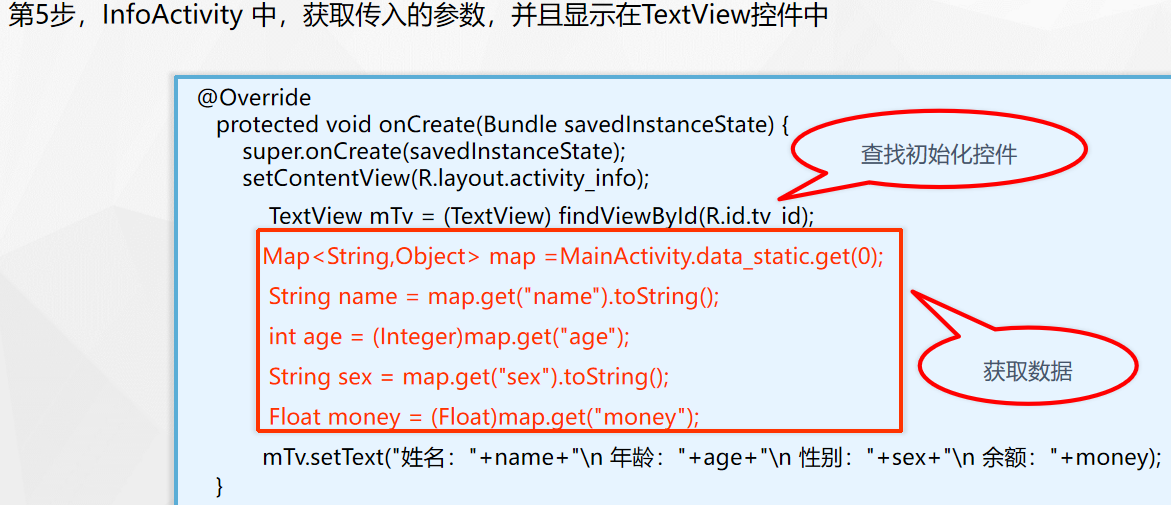 第5步，InfoActivity 中，获取传入的参数，并且显示在TextView控件中
@Override
protected void onCreate(Bundle savedInstanceState) {
super.onCreate(savedInstanceState);
setContentView(R.layout.activity_info);
查找初始化控件
TextView mTv = (TextView) findViewById(R.id.tv_id);
Map<String,Object> map =MainActivity.data_static.get(0);
String name = map.get("name").toString();
int age = (Integer)map.get("age");
String sex = map.get("sex").toString();
Float money = (Float)map.get("money");
获取数据
mTv.setText("姓名："+name+"\n 年龄："+age+"\n 性别："+sex+"\n 余额："+money);
}